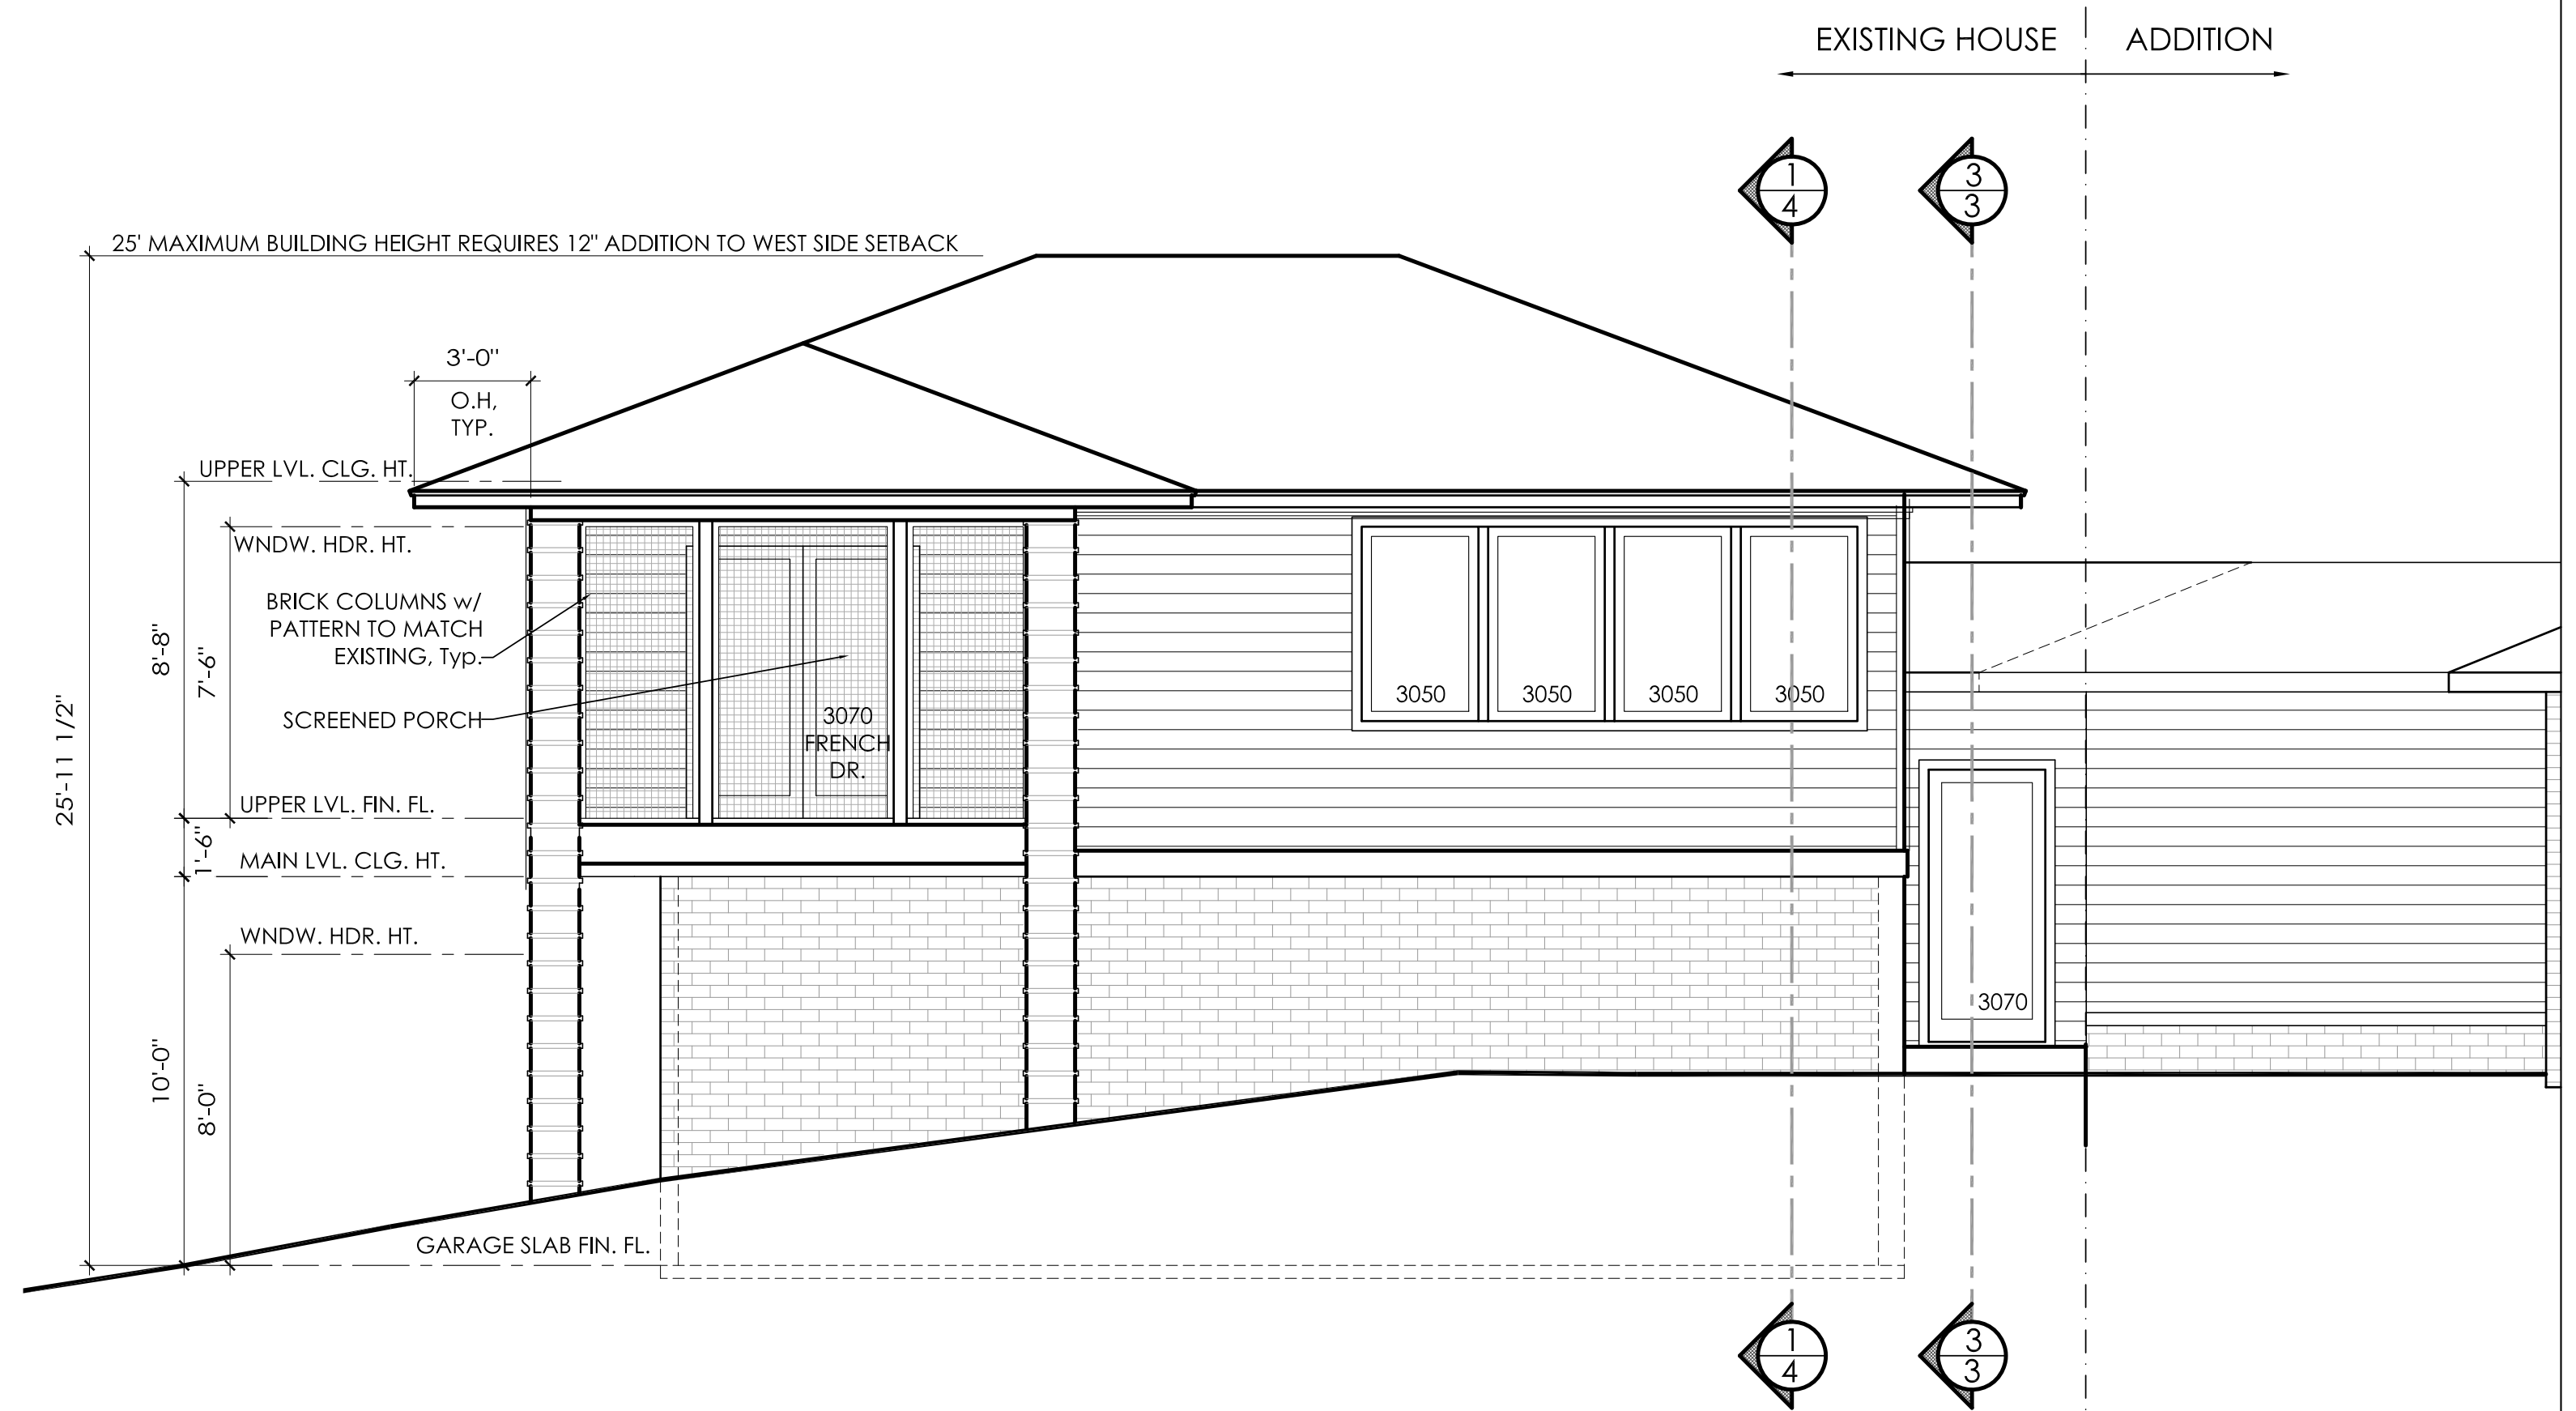 EXISTING HOUSE
ADDITION
1
4
3
3
25' MAXIMUM BUILDING HEIGHT REQUIRES 12" ADDITION TO WEST SIDE SETBACK
3'-0"
O.H,
TYP.
UPPER LVL. CLG. HT.
WNDW. HDR. HT.
BRICK COLUMNS w/
PATTERN TO MATCH
EXISTING, Typ.
SCREENED PORCH
3070
FRENCH
DR.
3050
3050
3050
3050
8'-8"
7'-6"
25'-11 1/2"
UPPER LVL. FIN. FL.
1'-6"
MAIN LVL. CLG. HT.
WNDW. HDR. HT.
3070
10'-0"
8'-0"
GARAGE SLAB FIN. FL.
1
4
3
3